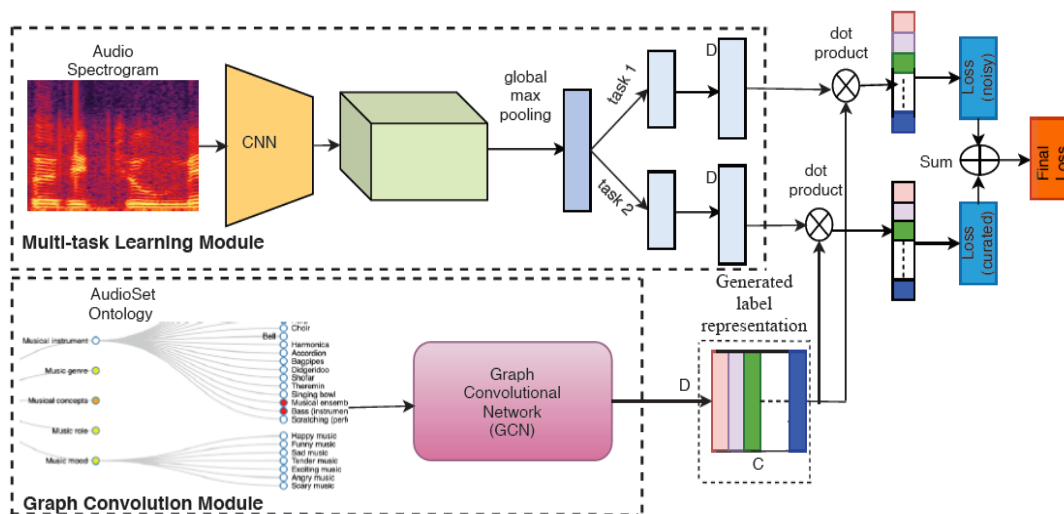 Audio
Spectrogram
CNN
global
max
pooling
task 1
task 2
D
D
Multi-task Learning Module
dot
product
dot
product
Loss
(noisy)
Sum
Loss
(curated)
Final
Loss
AudioSet
Ontology
Musical instrument
Music genre
Musical concepts
Music role
Music mood
Choir
Bell
Harmonica
Accordion
Bagpipes
Didgeridoo
Shofar
Theremin
Singing bowl
Musical ensemb
Bass (instrumen
Scratching (perf
Happy music
Funny music
Sad music
Tender music
Exciting music
Angry music
Scary music
Graph
Convolutional
Network
(GCN)
Generated
label
representation
D
C
Graph Convolution Module